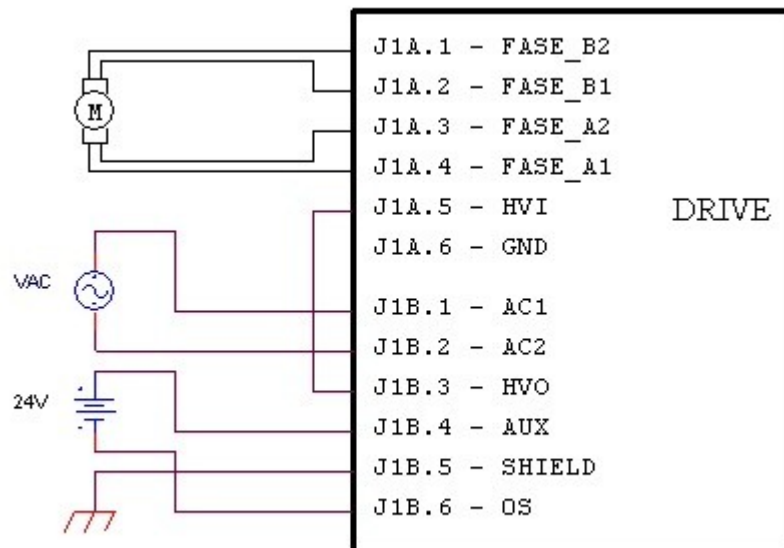 J1A.1 - FASE_B2
J1A.2 - FASE_B1
M
J1A.3 - FASE_A2
J1A.4 - FASE_A1
J1A.5 - HVI
DRIVE
J1A.6 - GND
VAC
J1B.1 - AC1
J1B.2 - AC2
J1B.3 - HVO
24V
J1B.4 - AUX
J1B.5 - SHIELD
J1B.6 - OS